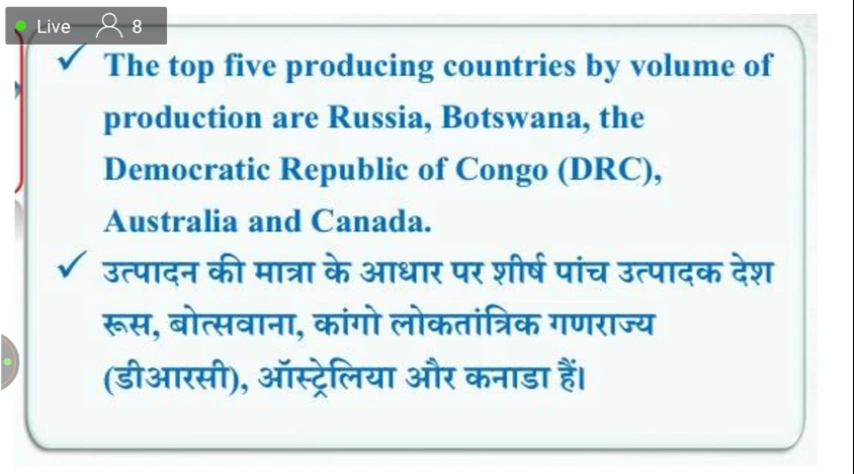 Live 8
✓ The top five producing countries by volume of
production are Russia, Botswana, the
Democratic Republic of Congo (DRC),
Australia and Canada.
✓ उत्पादन की मात्रा के आधार पर शीर्ष पांच उत्पादक देश
रूस, बोत्सवाना, कांगो लोकतांत्रिक गणराज्य
(डीआरसी), ऑस्ट्रेलिया और कनाडा हैं।